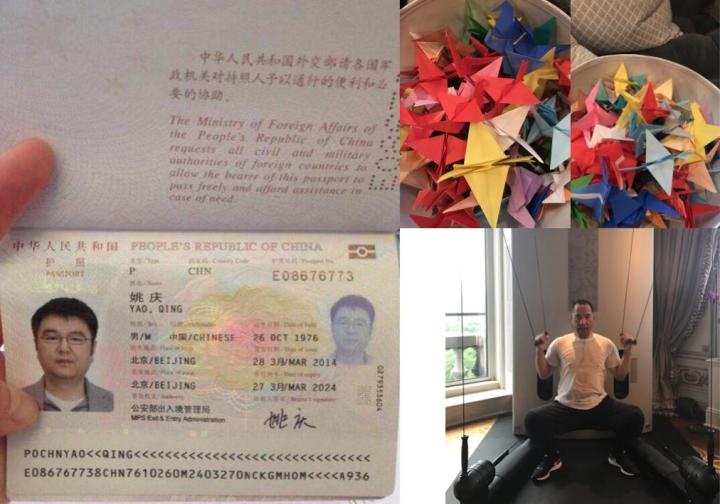 中华人民共和国外交部请各国军
政机关对持照人予以通行的便利和必
要的协助。
The Ministry of Foreign Affairs of
the People's Republic of China
requests all civil and military
authorities of foreign countries to
allow the bearer of this passport to
pass freely and afford assistance in
case of need.
中华人民共和国 PEOPLE'S REPUBLIC OF CHINA
护 照
PASSPORT
P CHN E08676773
姚 庆
YAO, QING
男/M 中国/CHINESE 26 OCT 1976
北京/BEIJING 28 3月/MAR 2014
北京/BEIJING 27 3月/MAR 2024
公安部出入境管理局
MPS Exit & Entry Administration
姚庆
POCHNYAO<<QING<<<<<<<<<<<<<<<<<<<<<<<<<<<<<<
E086767738CHN7610260M2403270NCKGMHOM<<<<A936